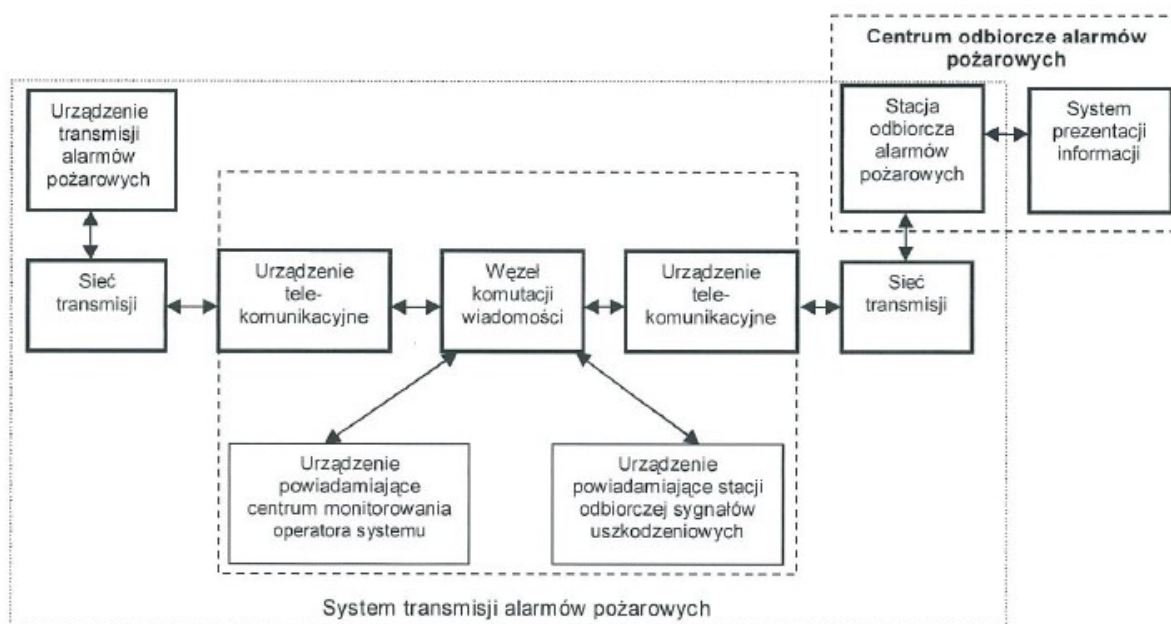 Centrum odbiorcze alarmów
pożarowych
Urządzenie
transmisji
alarmów
pożarowych
Stacja
odbiorcza
alarmów
pożarowych
System
prezentacji
informacji
Sieć
transmisji
Urządzenie
tele-
komunikacyjne
Węzeł
komutacji
wiadomości
Urządzenie
tele-
komunikacyjne
Sieć
transmisji
Urządzenie
powiadamiające
centrum monitorowania
operatora systemu
Urządzenie
powiadamiające stacji
odbiorczej sygnałów
uszkodzeniowych
System transmisji alarmów pożarowych